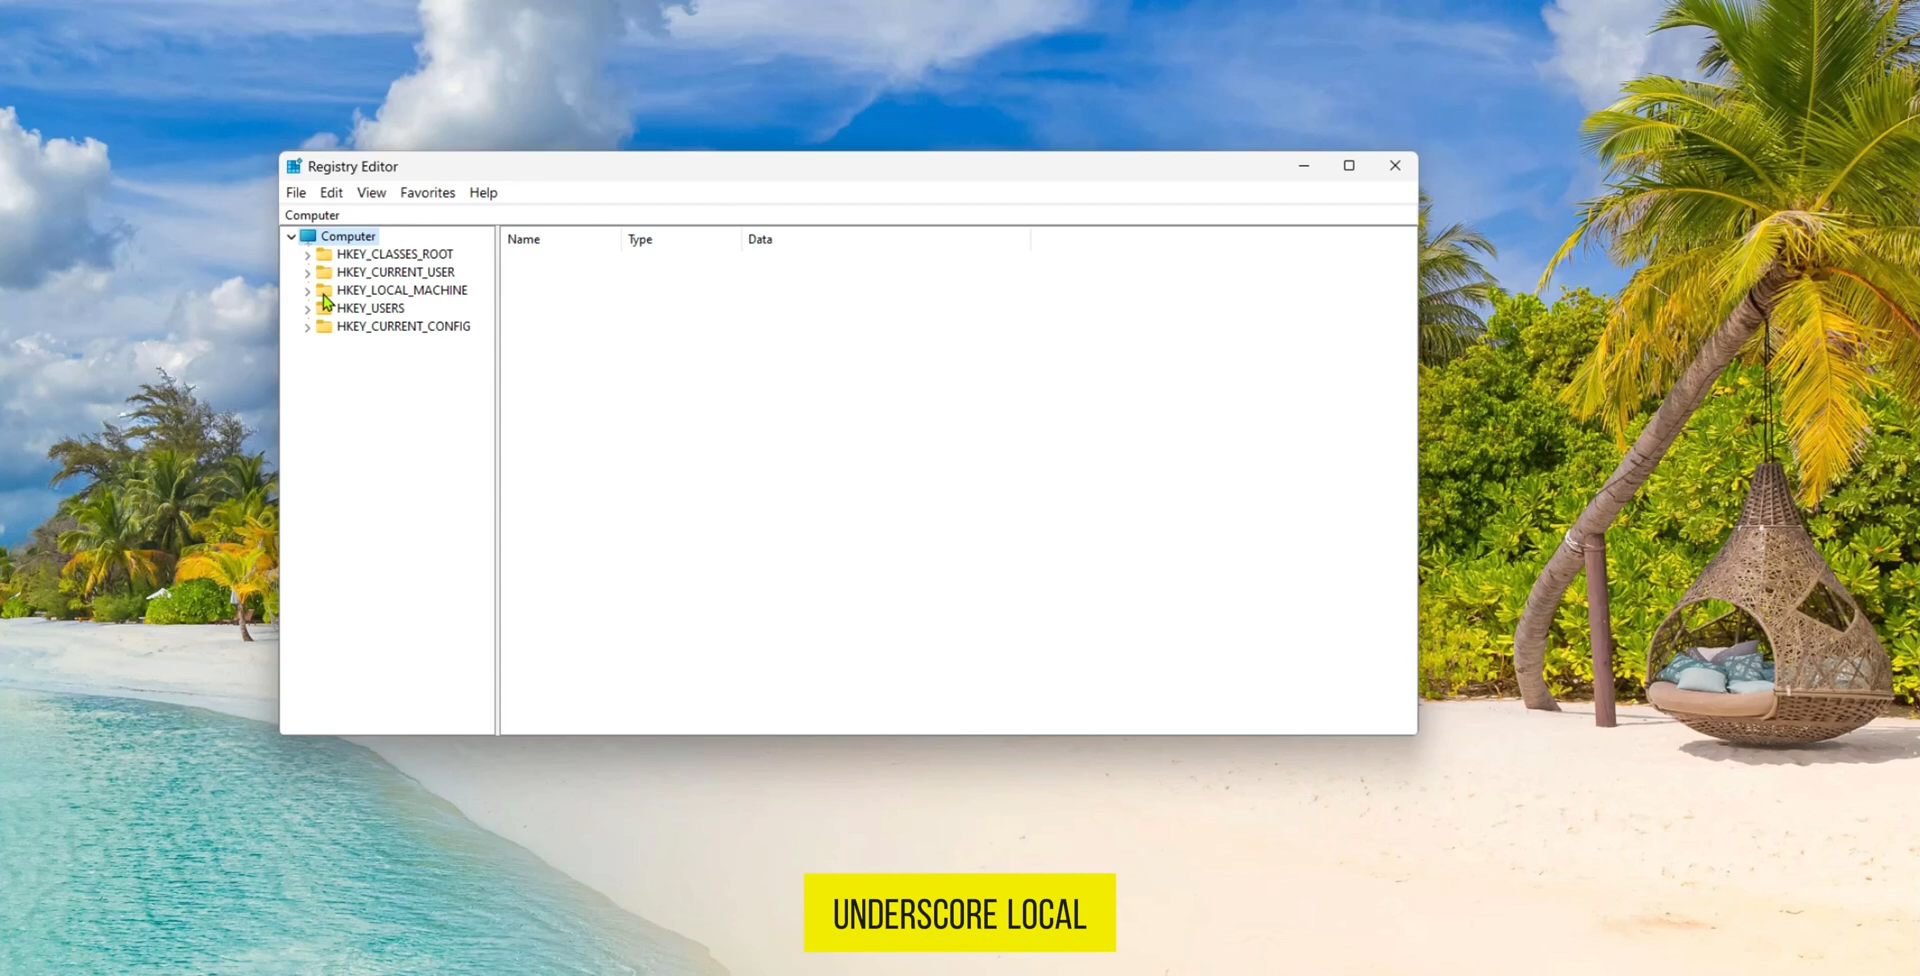 Registry Editor
File Edit View Favorites Help
Computer
Computer
HKEY_CLASSES_ROOT
HKEY_CURRENT_USER
HKEY_LOCAL_MACHINE
HKEY_USERS
HKEY_CURRENT_CONFIG
Name Type Data
UNDERSCORE LOCAL